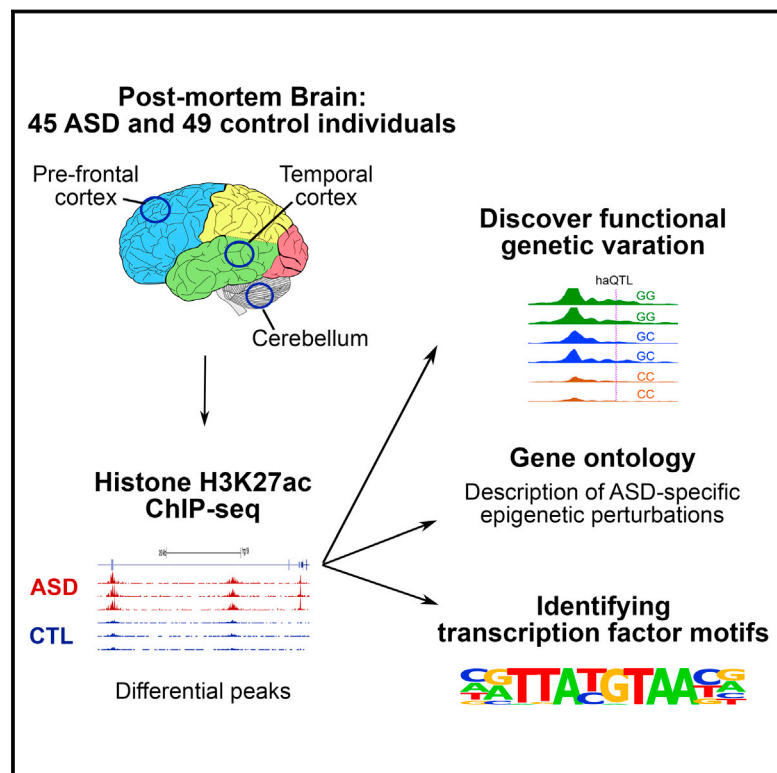 Post-mortem Brain:
45 ASD and 49 control individuals
Pre-frontal
cortex
Temporal
cortex
Cerebellum
Histone H3K27ac
ChIP-seq
ASD
CTL
Differential peaks
Discover functional
genetic varation
haQTL
GG
GG
GC
GC
CC
CC
Gene ontology
Description of ASD-specific
epigenetic perturbations
Identifying
transcription factor motifs